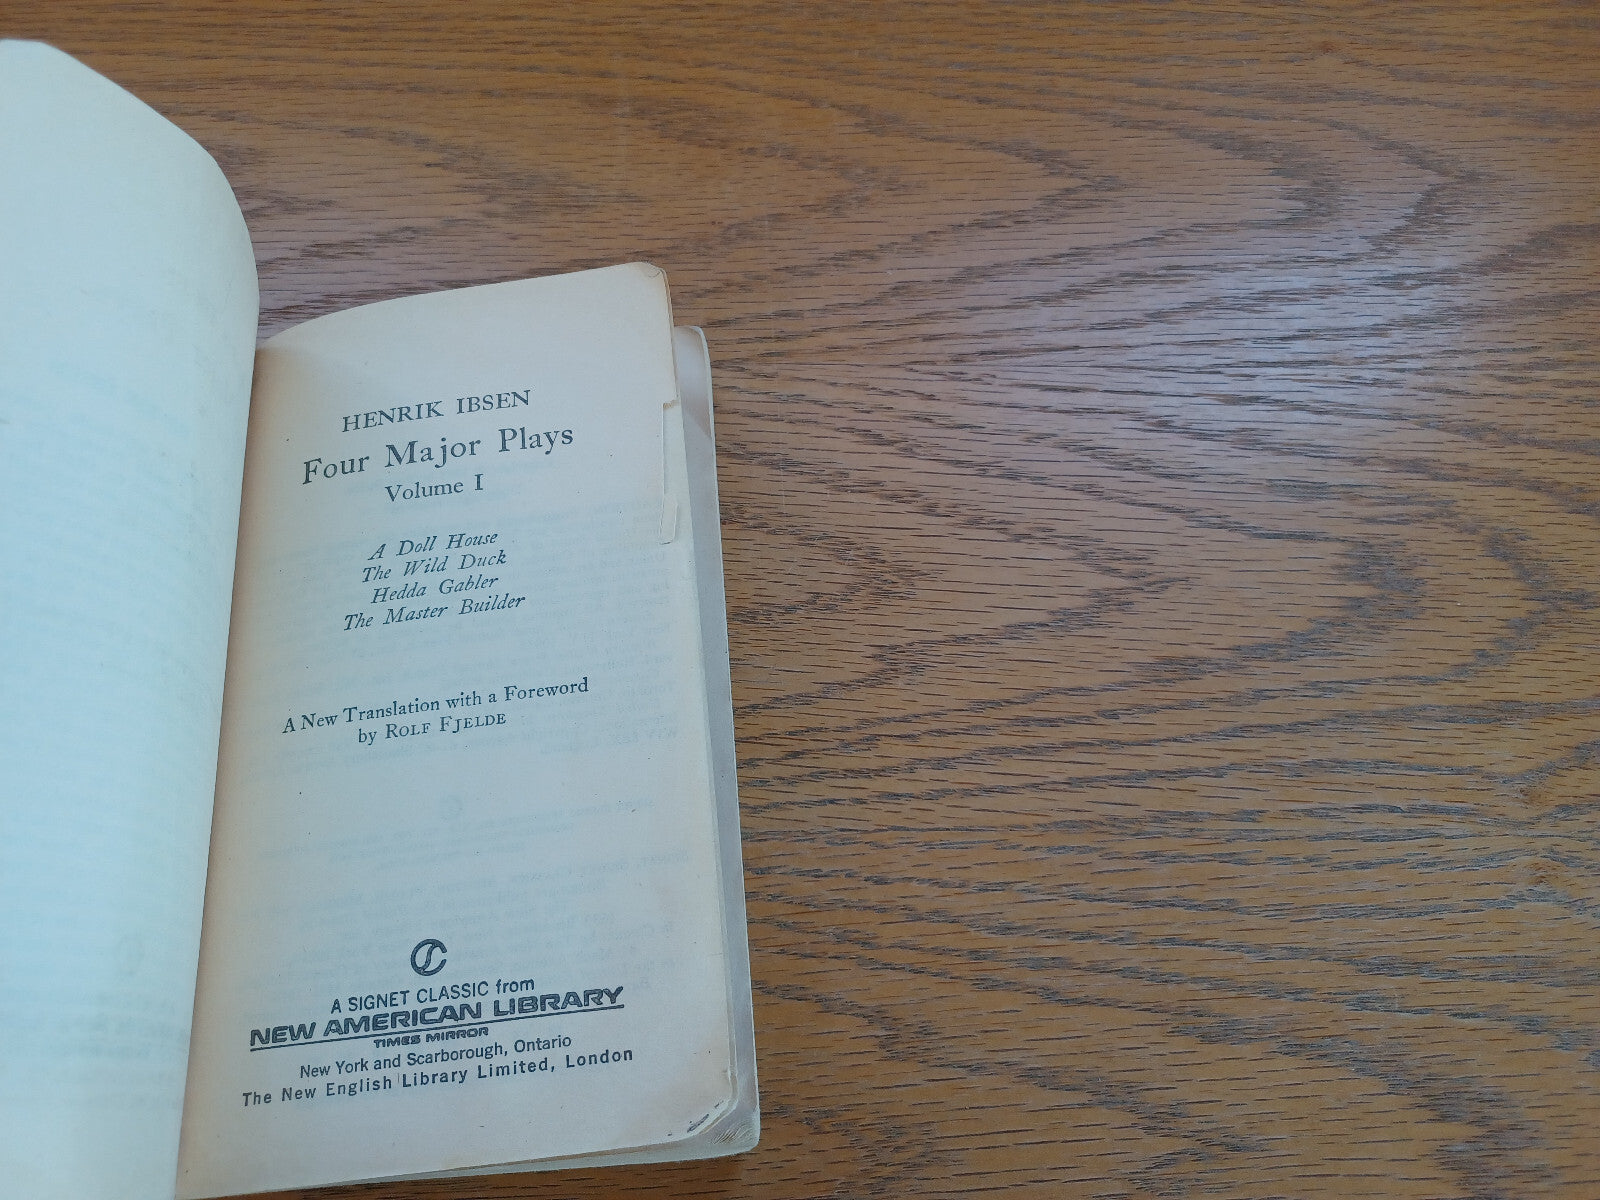 HENRIK IBSEN
Four Major Plays
Volume I
A Doll House
The Wild Duck
Hedda Gabler
The Master Builder
A New Translation with a Foreword
by ROLF FJELDE
A SIGNET CLASSIC from
NEW AMERICAN LIBRARY
TIMES MIRROR
New York and Scarborough, Ontario
The New English Library Limited, London